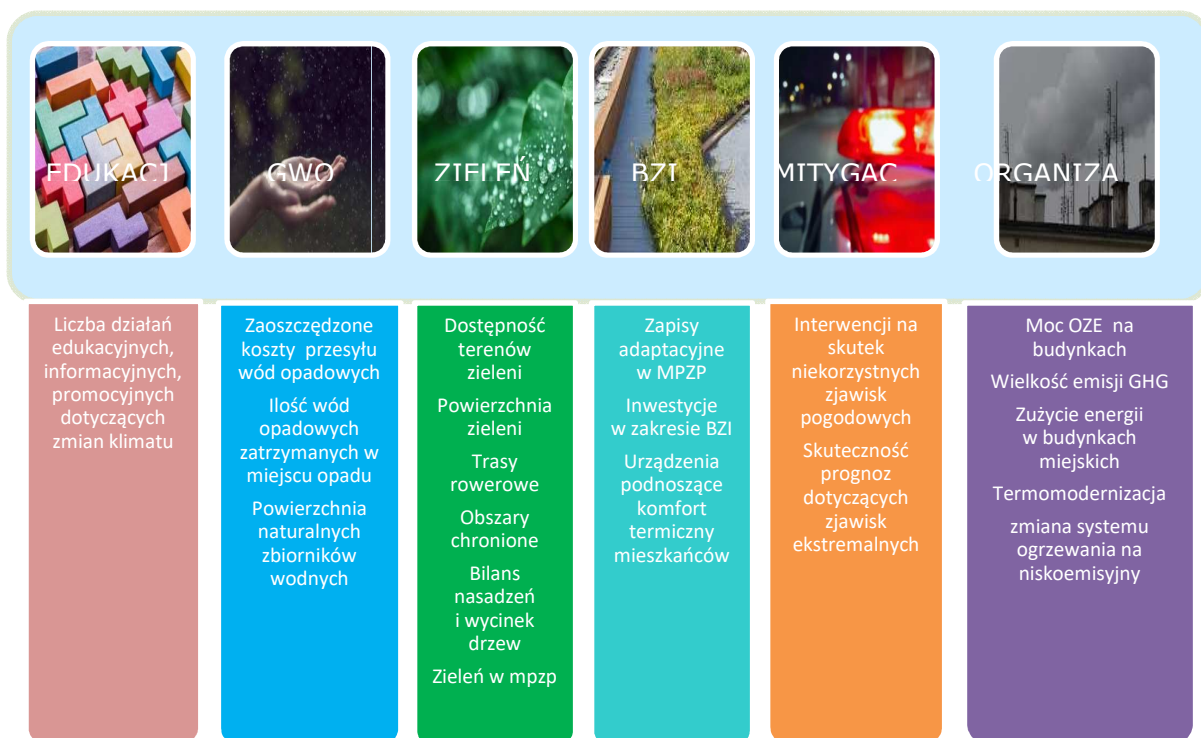 EDUKACJ
GWO
ZIELEŃ
BZI
MITYGAC
ORGANIZA
Liczba działań
edukacyjnych,
informacyjnych,
promocyjnych
dotyczących
zmian klimatu
Zaoszczędzone
koszty przesyłu
wód opadowych
Ilość wód
opadowych
zatrzymanych w
miejscu opadu
Powierzchnia
naturalnych
zbiorników
wodnych
Dostępność
terenów
zieleni
Powierzchnia
zieleni
Trasy
rowerowe
Obszary
chronione
Bilans
nasadzeń
i wycinek
drzew
Zieleń w mpzp
Zapisy
adaptacyjne
w MPZP
Inwestycje
w zakresie BZI
Urządzenia
podnoszące
komfort
termiczny
mieszkańców
Interwencji na
skutek
niekorzystnych
zjawisk
pogodowych
Skuteczność
prognoz
dotyczących
zjawisk
ekstremalnych
Moc OZE na
budynkach
Wielkość emisji GHG
Zużycie energii
w budynkach
miejskich
Termomodernizacja
zmiana systemu
ogrzewania na
niskoemisyjny